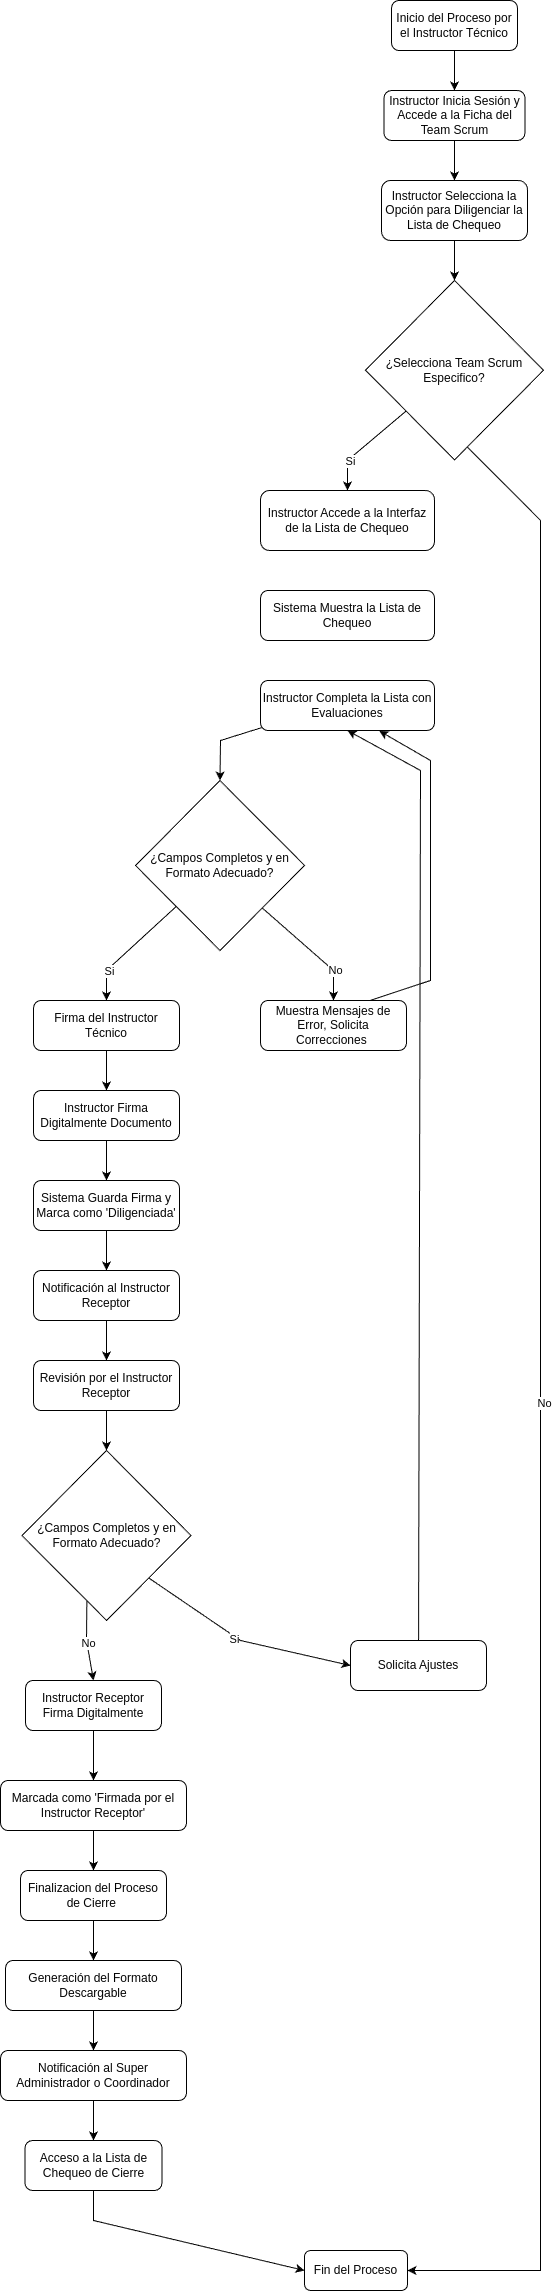 Inicio del Proceso por
el Instructor Técnico
Instructor Inicia Sesión y
Accede a la Ficha del
Team Scrum
Instructor Selecciona la
Opción para Diligenciar la
Lista de Chequeo
¿Selecciona Team Scrum
Especifico?
Si
Instructor Accede a la Interfaz
de la Lista de Chequeo
Sistema Muestra la Lista de
Chequeo
Instructor Completa la Lista con
Evaluaciones
¿Campos Completos y en
Formato Adecuado?
Si
No
Firma del Instructor
Técnico
Muestra Mensajes de
Error, Solicita
Correcciones
Instructor Firma
Digitalmente Documento
Sistema Guarda Firma y
Marca como 'Diligenciada'
Notificación al Instructor
Receptor
Revisión por el Instructor
Receptor
No
¿Campos Completos y en
Formato Adecuado?
No
Si
Solicita Ajustes
Instructor Receptor
Firma Digitalmente
Marcada como 'Firmada por el
Instructor Receptor'
Finalizacion del Proceso
de Cierre
Generación del Formato
Descargable
Notificación al Super
Administrador o Coordinador
Acceso a la Lista de
Chequeo de Cierre
Fin del Proceso